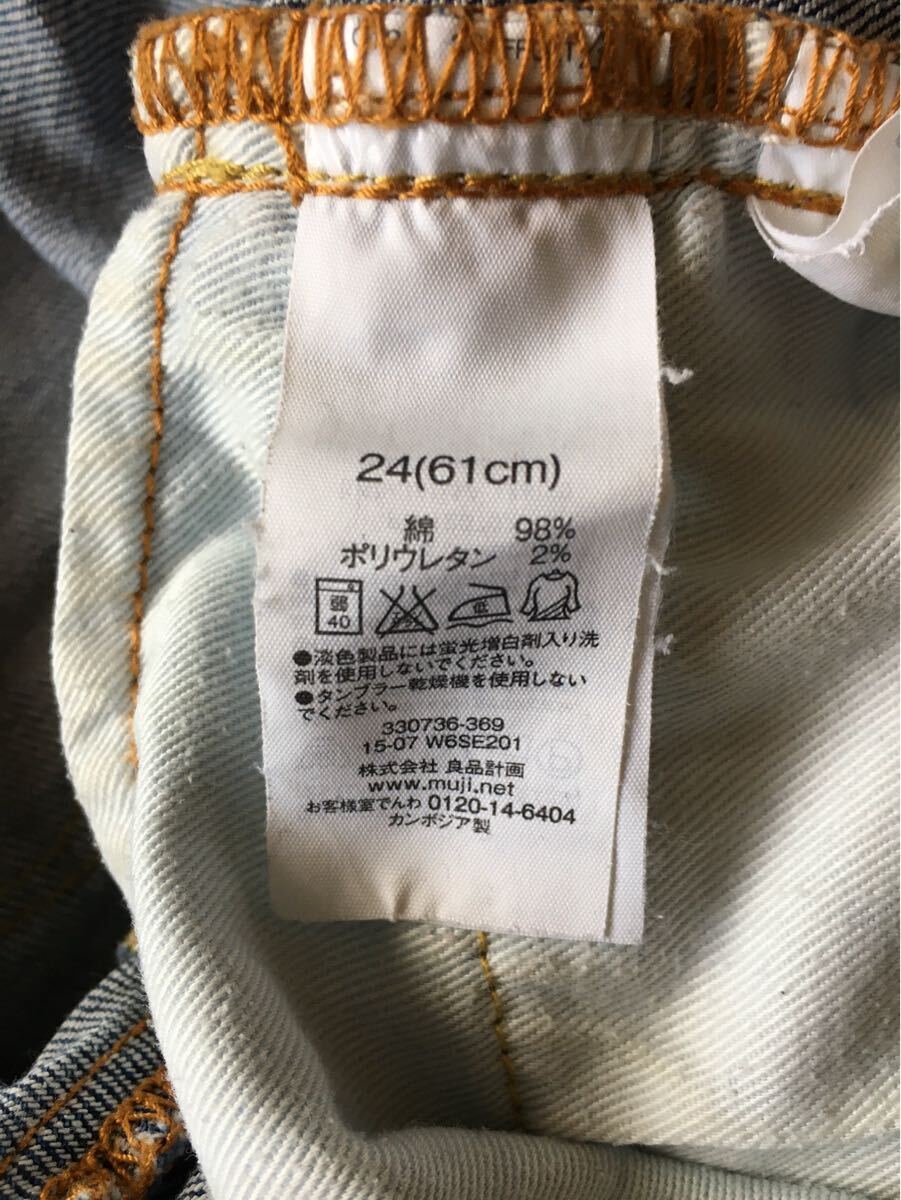 24(61cm)
綿 98%
ポリウレタン 2%
弱 40 エンソ 低
●淡色製品には蛍光増白剤入り洗
剤を使用しないでください。
●タンブラー乾燥機を使用しない
でください。
330736-369
15-07 W6SE201
株式会社 良品計画
www.muji.net
お客様室でんわ 0120-14-6404
カンボジア製